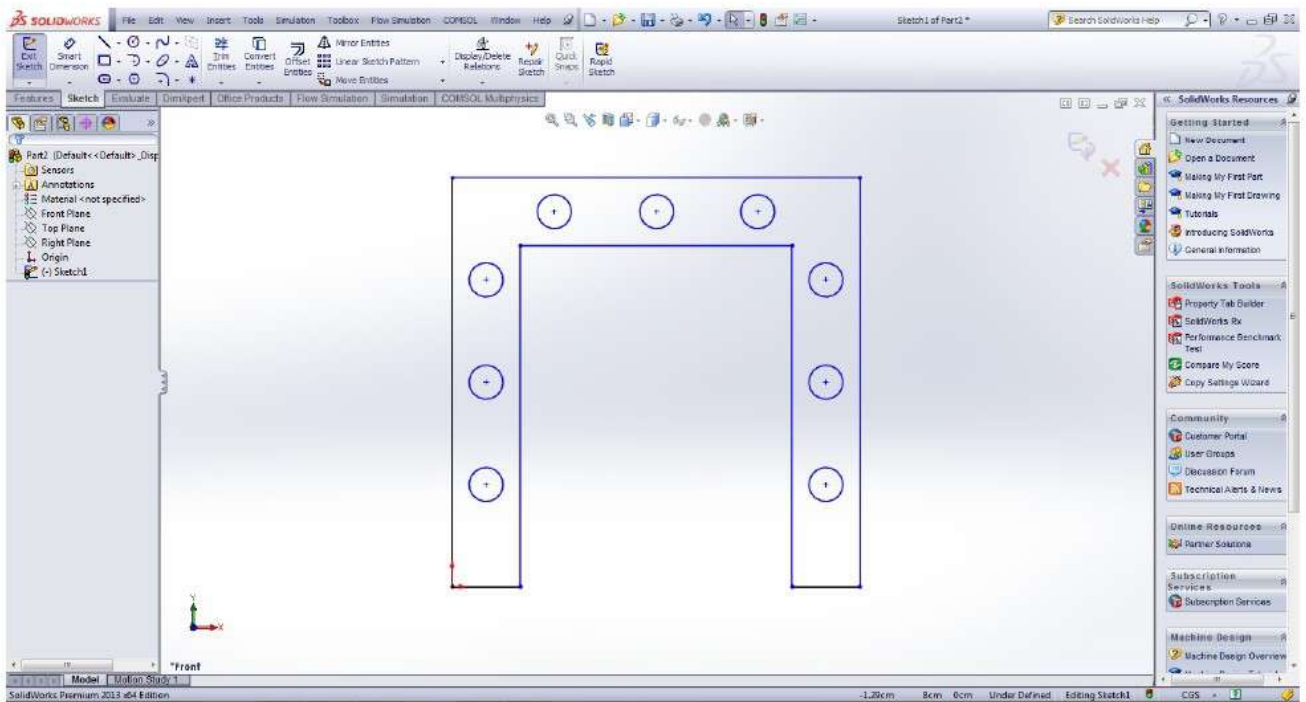 SOLIDWORKS File Edit View Insert Tools Simulation Toolbox Flow Simulation COMSOL Window Help Sketch1 of Part2 * Search SolidWorks Help
Exit Sketch
Smart Dimension
Trim Entities
Convert Entities
Offset Entities
Mirror Entities
Linear Sketch Pattern
Move Entities
Display/Delete Relations
Repair Sketch
Quick Snaps
Rapid Sketch
Features Sketch Evaluate DimXpert Office Products Flow Simulation Simulation COMSOL Multiphysics
Part2 (Default<<Default>_Disp
Sensors
Annotations
Material <not specified>
Front Plane
Top Plane
Right Plane
Origin
(-) Sketch1
Y
X
*Front
SolidWorks Resources
Getting Started
New Document
Open a Document
Making My First Part
Making My First Drawing
Tutorials
Introducing SolidWorks
General Information
SolidWorks Tools
Property Tab Builder
SolidWorks Rx
Performance Benchmark
Test
Compare My Score
Copy Settings Wizard
Community
Customer Portal
User Groups
Discussion Forum
Technical Alerts & News
Online Resources
Partner Solutions
Subscription
Services
Subscription Services
Machine Design
Machine Design Overview
Model Motion Study 1
SolidWorks Premium 2013 x64 Edition -1.29cm 8cm 0cm Under Defined Editing Sketch1 CGS